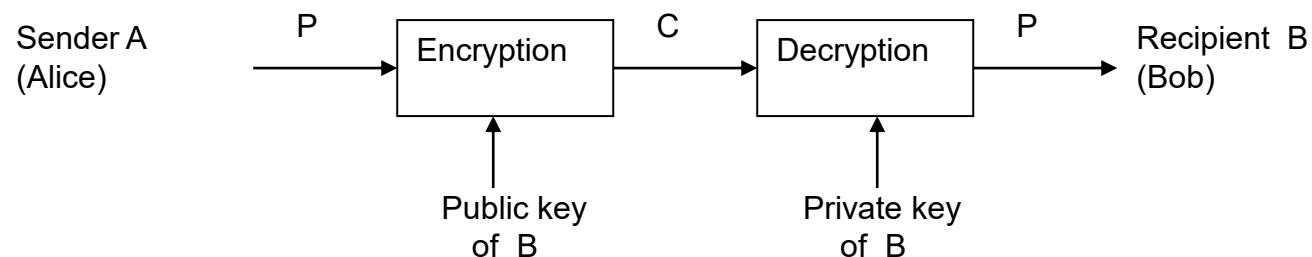 Sender A
(Alice)
P
Encryption
C
Decryption
P
Recipient B
(Bob)
Public key
of B
Private key
of B